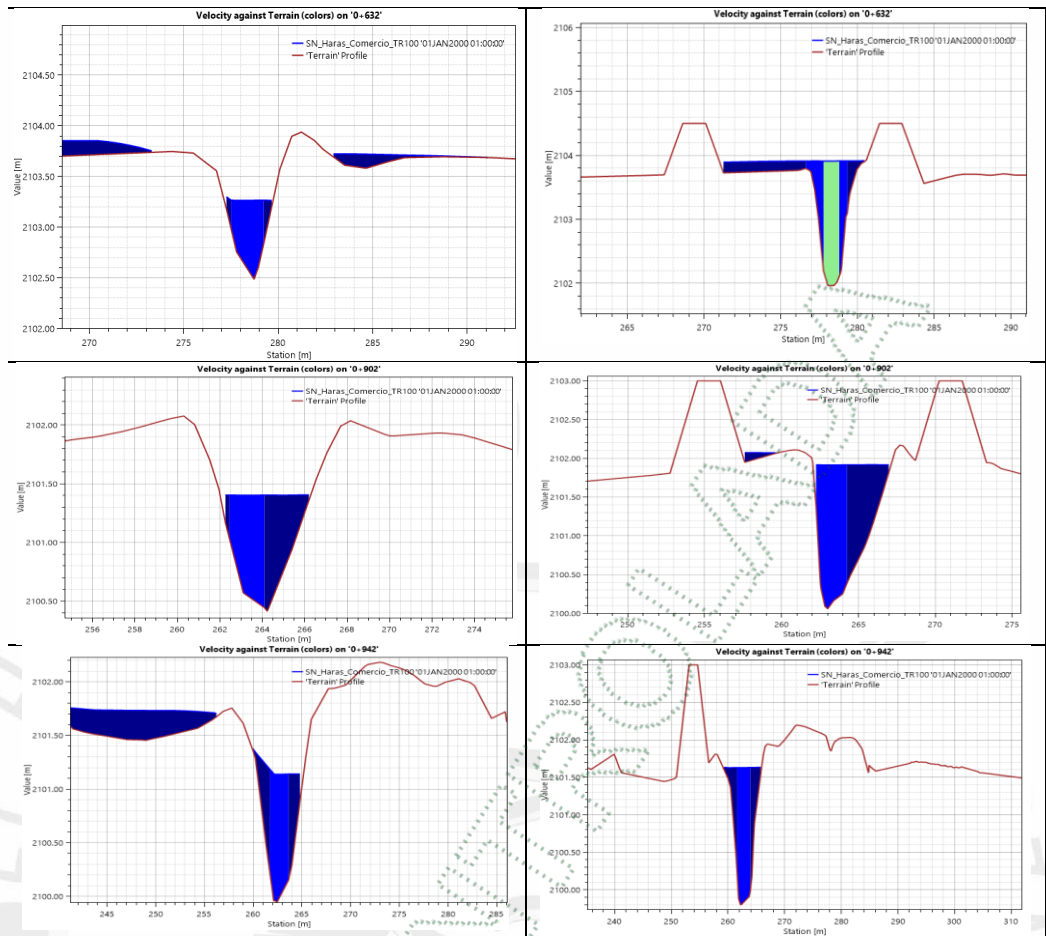 Velocity against Terrain (colors) on '0+632'
SN_Haras_Comercio_TR100 '01JAN2000 01:00:00'
'Terrain' Profile
Value [m]
2104.50
2104.00
2103.50
2103.00
2102.50
2102.00
270 275 280 285 290
Station [m]
Velocity against Terrain (colors) on '0+632'
SN_Haras_Comercio_TR100 '01JAN2000 01:00:00'
'Terrain' Profile
Value [m]
2106
2105
2104
2103
2102
265 270 275 280 285 290
Station [m]
Velocity against Terrain (colors) on '0+902'
SN_Haras_Comercio_TR100 '01JAN2000 01:00:00'
'Terrain' Profile
Value [m]
2102.00
2101.50
2101.00
2100.50
256 258 260 262 264 266 268 270 272 274
Station [m]
Velocity against Terrain (colors) on '0+902'
SN_Haras_Comercio_TR100 '01JAN2000 01:00:00'
'Terrain' Profile
Value [m]
2103.00
2102.50
2102.00
2101.50
2101.00
2100.50
2100.00
250 255 260 265 270 275
Station [m]
Velocity against Terrain (colors) on '0+942'
SN_Haras_Comercio_TR100 '01JAN2000 01:00:00'
'Terrain' Profile
Value [m]
2102.00
2101.50
2101.00
2100.50
2100.00
245 250 255 260 265 270 275 280 285
Station [m]
Velocity against Terrain (colors) on '0+942'
SN_Haras_Comercio_TR100 '01JAN2000 01:00:00'
'Terrain' Profile
Value [m]
2103.00
2102.50
2102.00
2101.50
2101.00
2100.50
2100.00
240 250 260 270 280 290 300 310
Station [m]